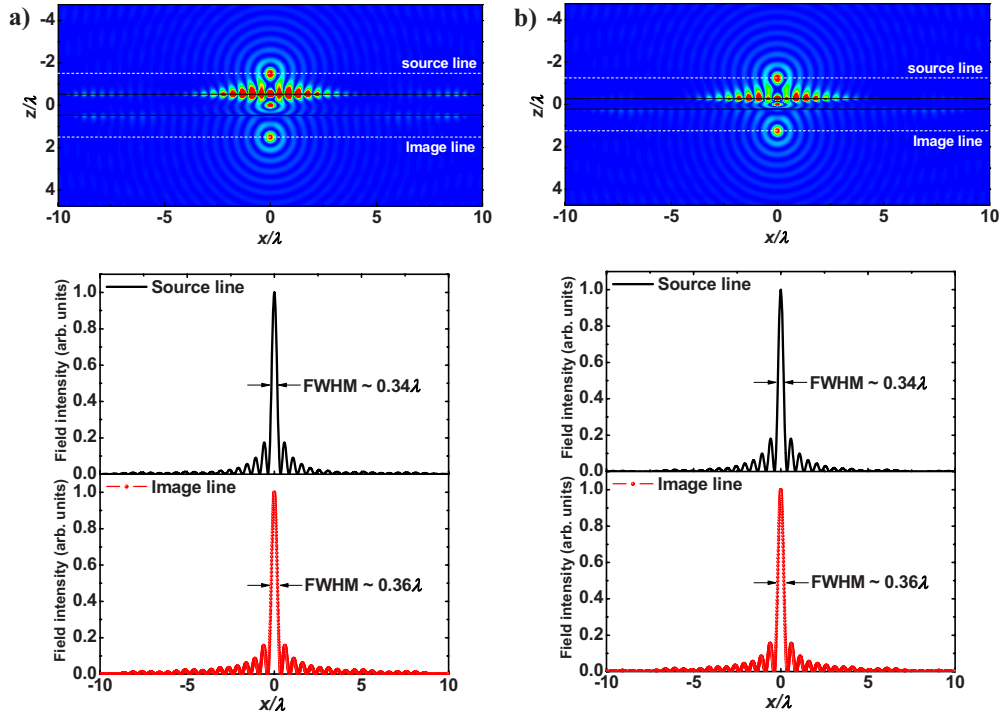 a)
-4
-2
0
2
4
z/λ
source line
Image line
-10
-5
0
5
10
x/λ
b)
-4
-2
0
2
4
z/λ
source line
Image line
-10
-5
0
5
10
x/λ
1.0
0.8
0.6
0.4
0.2
0.0
Field intensity (arb. units)
Source line
FWHM ~ 0.34λ
1.0
0.8
0.6
0.4
0.2
0.0
Field intensity (arb. units)
Image line
FWHM ~ 0.36λ
-10
-5
0
5
10
x/λ
1.0
0.8
0.6
0.4
0.2
0.0
Field intensity (arb. units)
Source line
FWHM ~ 0.34λ
1.0
0.8
0.6
0.4
0.2
0.0
Field intensity (arb. units)
Image line
FWHM ~ 0.36λ
-10
-5
0
5
10
x/λ